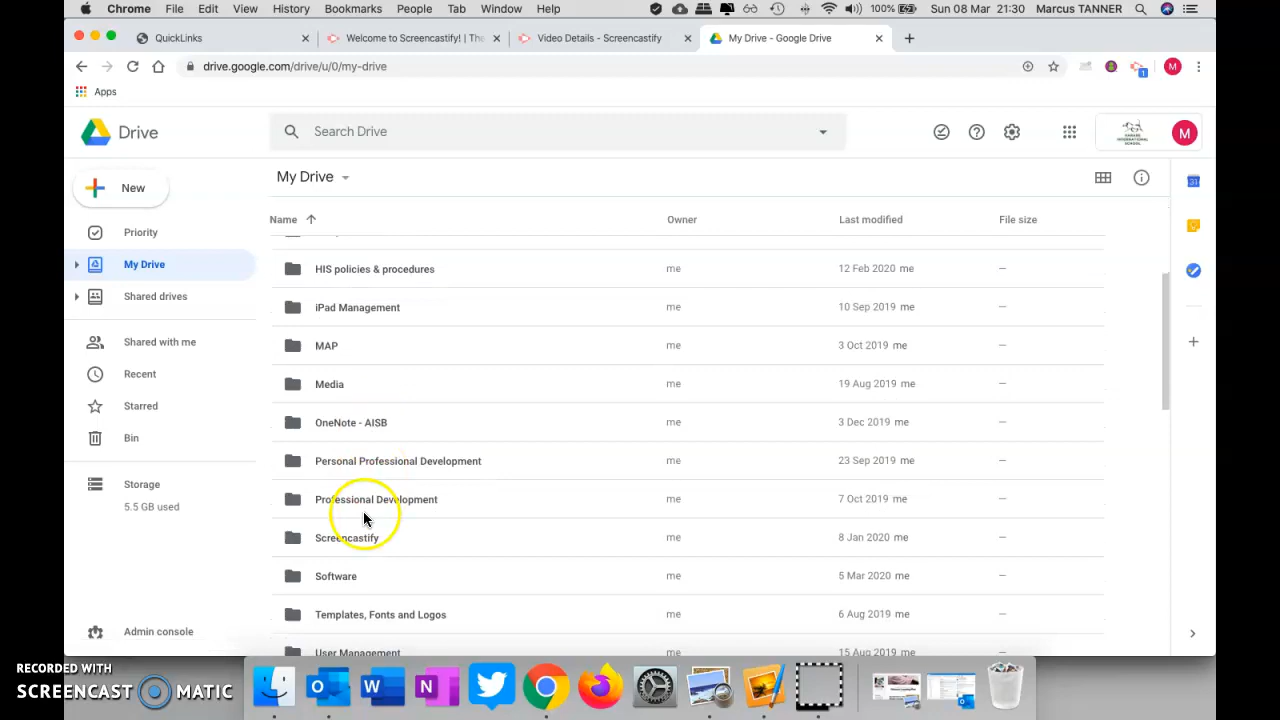 Chrome File Edit View History Bookmarks People Tab Window Help 100% Sun 08 Mar 21:30 Marcus TANNER
QuickLinks Welcome to Screencastify! | The Video Details - Screencastify My Drive - Google Drive
drive.google.com/drive/u/0/my-drive M
Apps
Drive Search Drive M
New My Drive
Name Owner Last modified File size
Priority
My Drive
Shared drives
Shared with me
Recent
Starred
Bin
Storage
5.5 GB used
Admin console
HIS policies & procedures me 12 Feb 2020 me –
iPad Management me 10 Sep 2019 me –
MAP me 3 Oct 2019 me –
Media me 19 Aug 2019 me –
OneNote - AISB me 3 Dec 2019 me –
Personal Professional Development me 23 Sep 2019 me –
Professional Development me 7 Oct 2019 me –
Screencastify me 8 Jan 2020 me –
Software me 5 Mar 2020 me –
Templates, Fonts and Logos me 6 Aug 2019 me –
User Management me 15 Aug 2019 me
RECORDED WITH
SCREENCAST MATIC